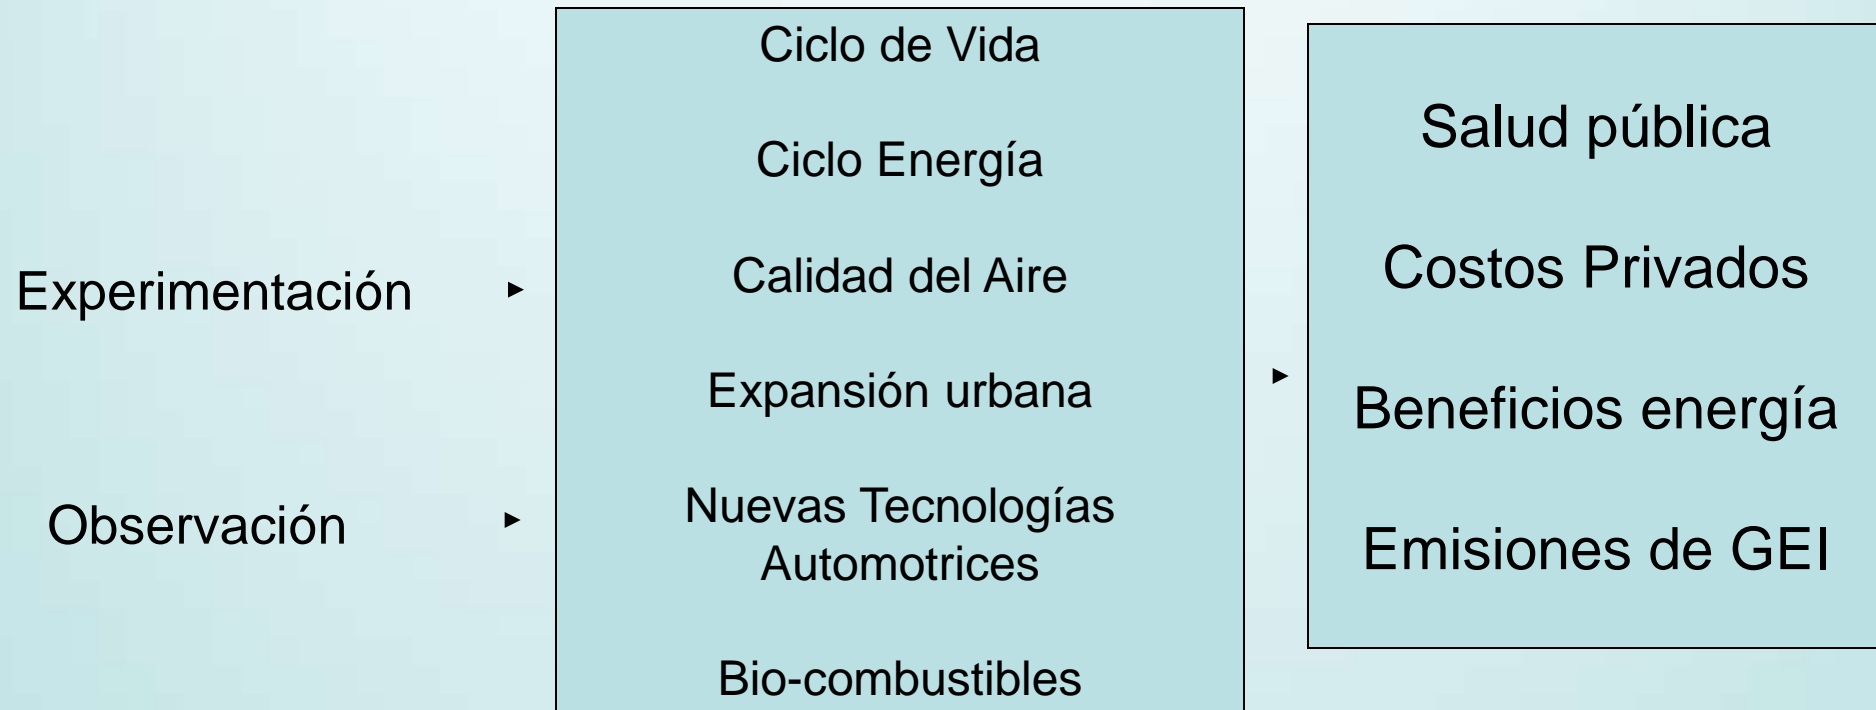 Experimentación
Observación
Ciclo de Vida
Ciclo Energía
Calidad del Aire
Expansión urbana
Nuevas Tecnologías
Automotrices
Bio-combustibles
Salud pública
Costos Privados
Beneficios energía
Emisiones de GEI